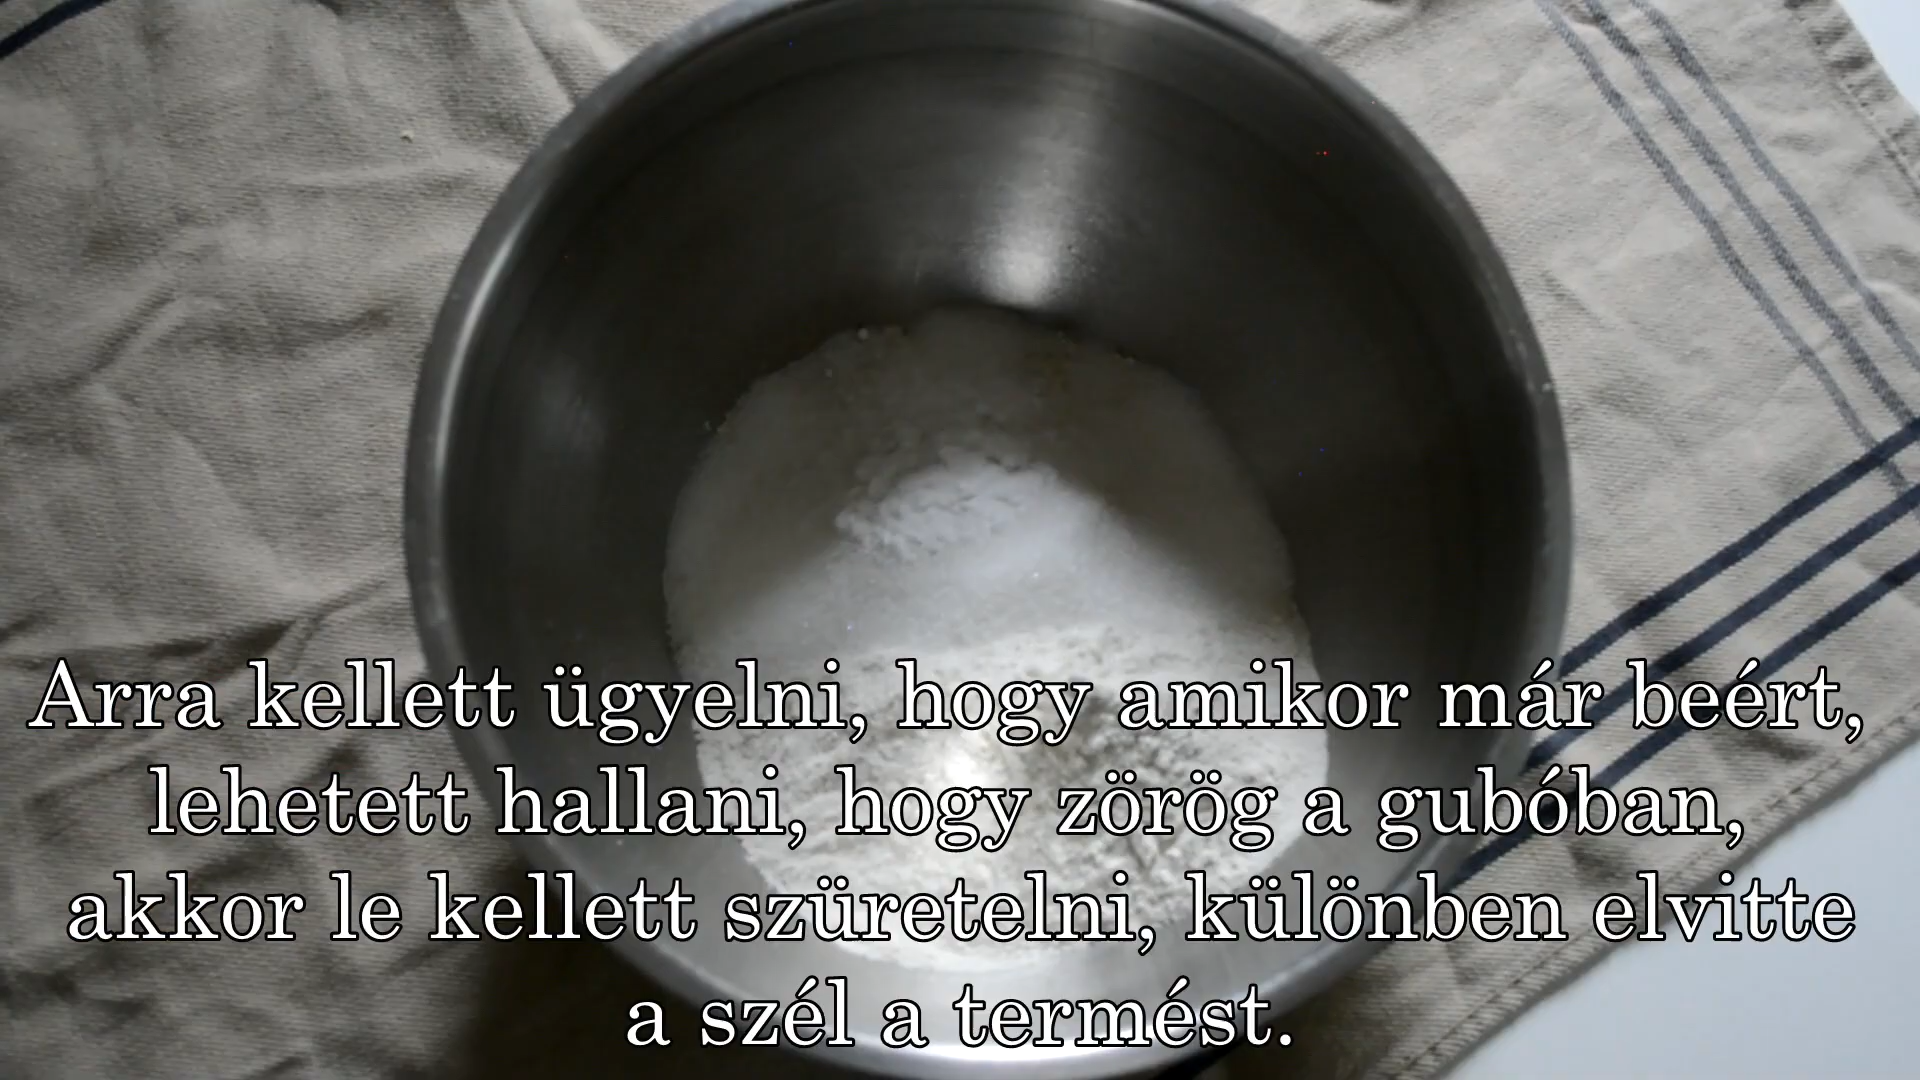 Arra kellett ügyelni, hogy amikor már beért,
lehetett hallani, hogy zörög a gubóban,
akkor le kellett szüretelni, különben elvitte
a szél a termést.